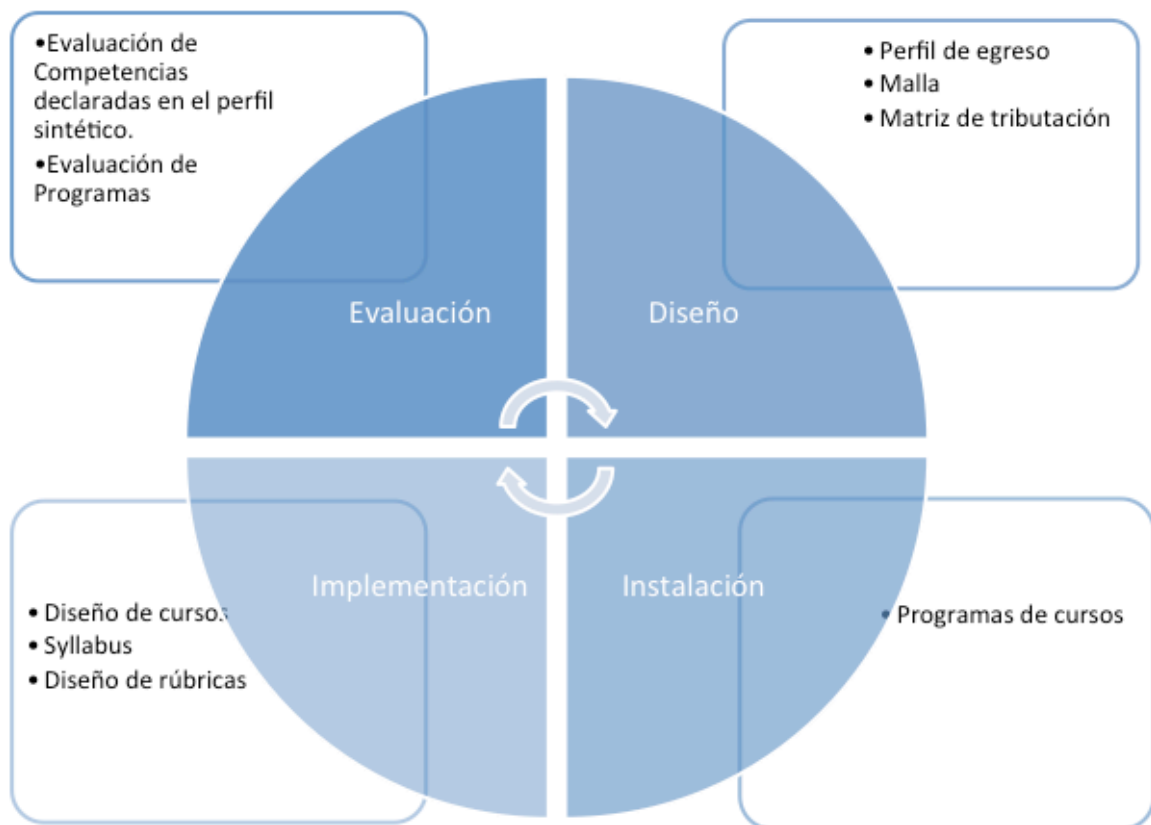 •Evaluación de
Competencias
declaradas en el perfil
sintético.
•Evaluación de
Programas
• Perfil de egreso
• Malla
• Matriz de tributación
Evaluación
Diseño
Implementación
Instalación
• Diseño de cursos
• Syllabus
• Diseño de rúbricas
• Programas de cursos